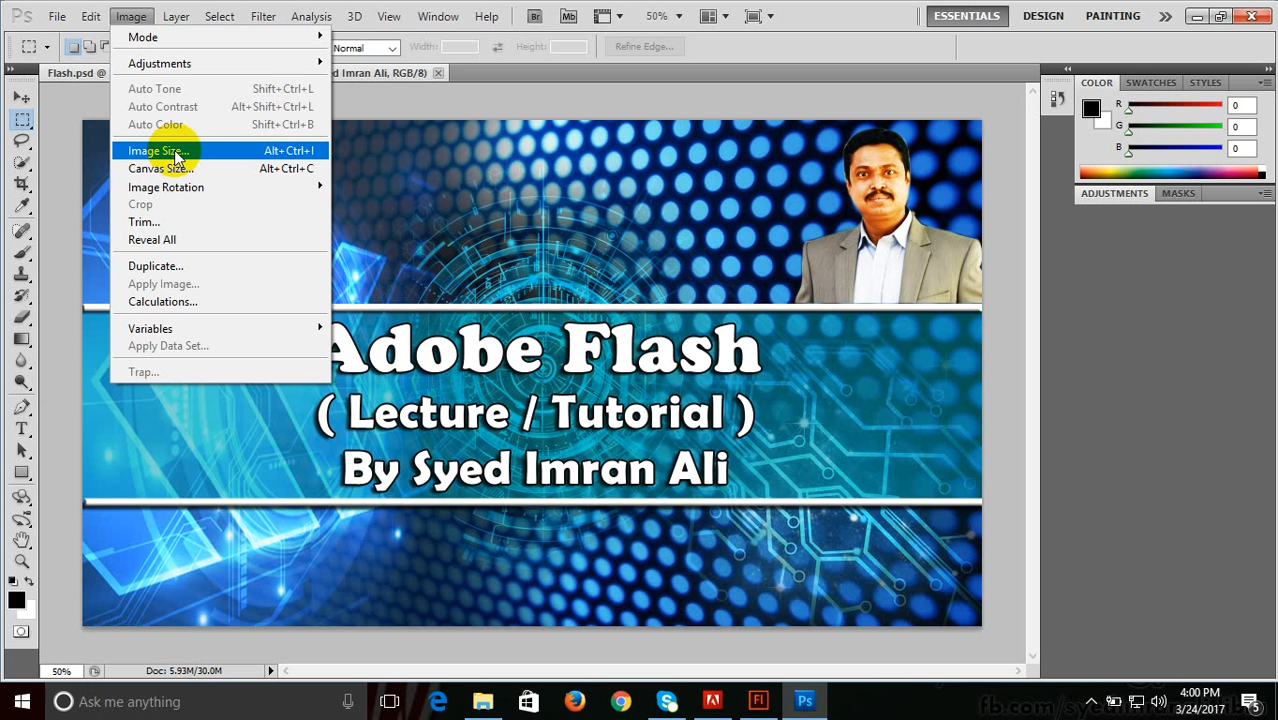 Ps File Edit Image Layer Select Filter Analysis 3D View Window Help Br Mb 50% ESSENTIALS DESIGN PAINTING
Normal Width: Height: Refine Edge...
Flash.psd @ ed Imran Ali, RGB/8)
Mode
Adjustments
Auto Tone Shift+Ctrl+L
Auto Contrast Alt+Shift+Ctrl+L
Auto Color Shift+Ctrl+B
Image Size... Alt+Ctrl+I
Canvas Size... Alt+Ctrl+C
Image Rotation
Crop
Trim...
Reveal All
Duplicate...
Apply Image...
Calculations...
Variables
Apply Data Set...
Trap...
COLOR SWATCHES STYLES
R 0
G 0
B 0
ADJUSTMENTS MASKS
Adobe Flash
( Lecture / Tutorial )
By Syed Imran Ali
50% Doc: 5.93M/30.0M
Ask me anything
4:00 PM
3/24/2017
5